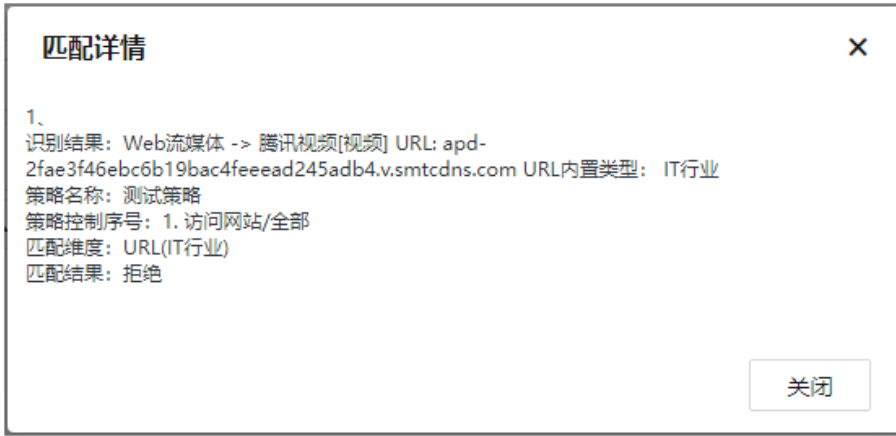 匹配详情
1、
识别结果：Web流媒体 -> 腾讯视频[视频] URL: apd-
2fae3f46ebc6b19bac4feeead245adb4.v.smtcdns.com URL内置类型： IT行业
策略名称：测试策略
策略控制序号：1. 访问网站/全部
匹配维度：URL(IT行业)
匹配结果：拒绝
关闭